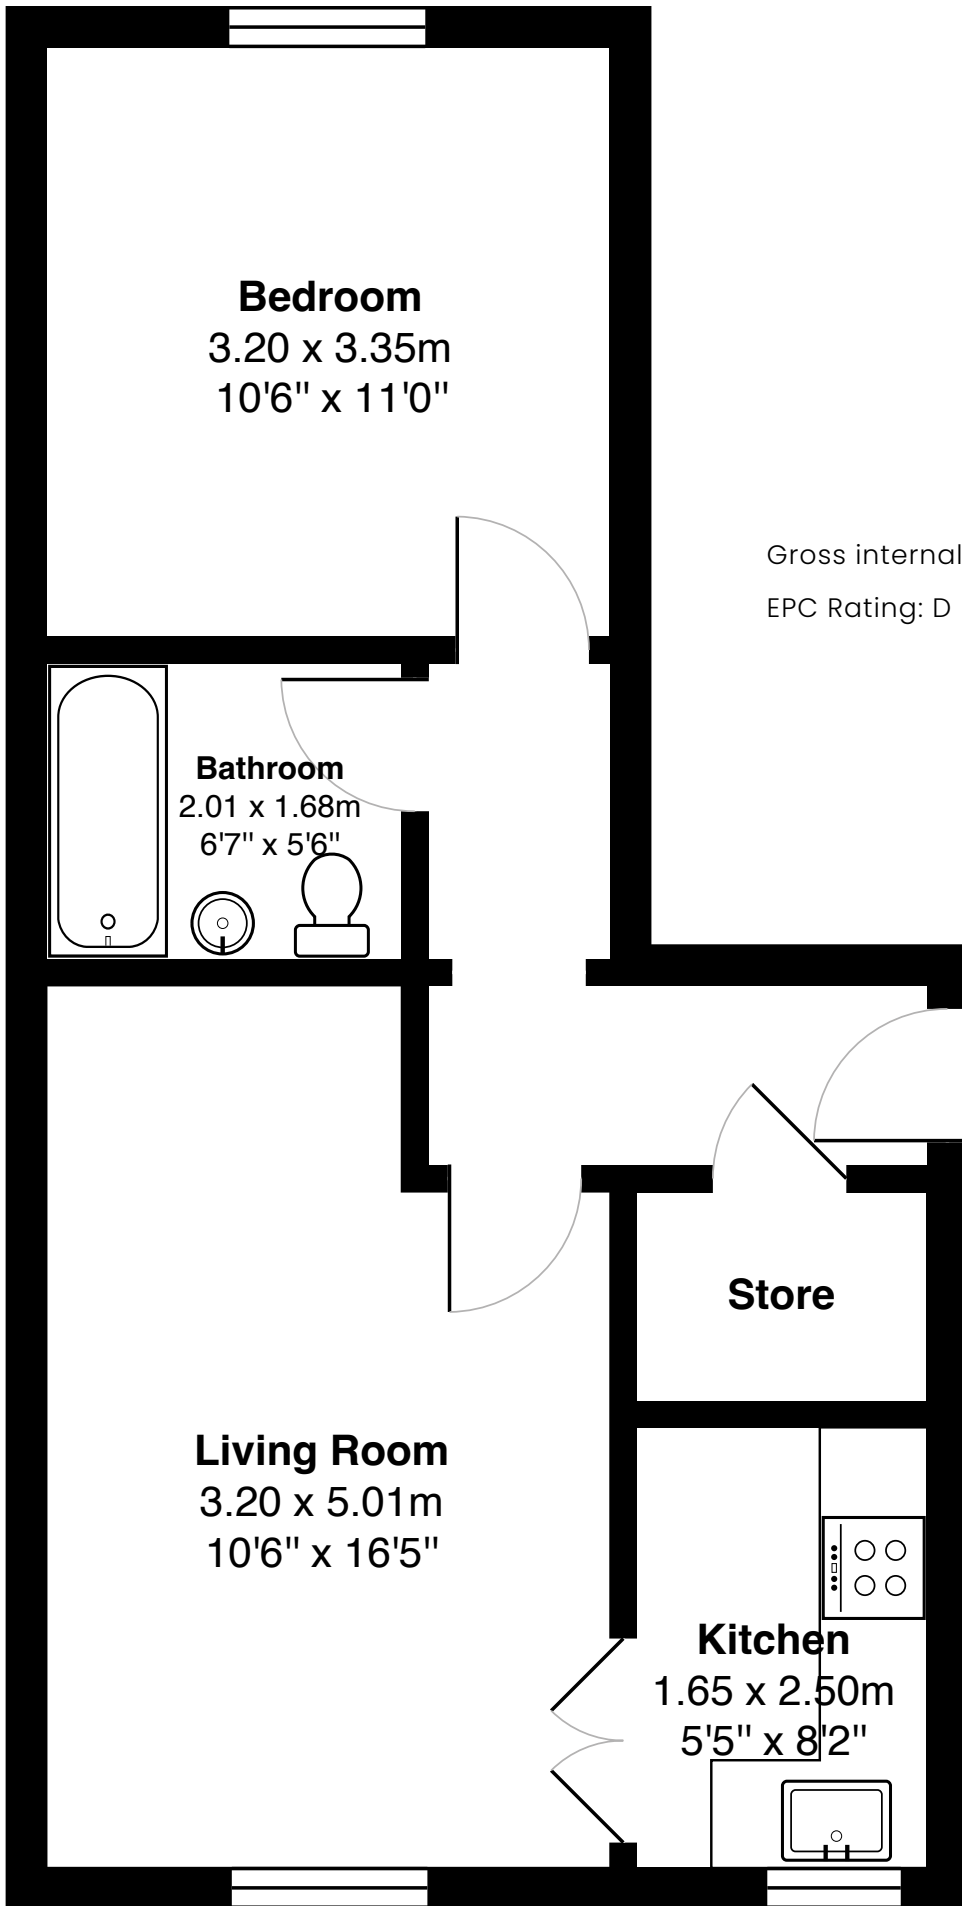 Bedroom
3.20 x 3.35m
10'6" x 11'0"
Gross internal
EPC Rating: D
Bathroom
2.01 x 1.68m
6'7" x 5'6"
Store
Living Room
3.20 x 5.01m
10'6" x 16'5"
Kitchen
1.65 x 2.50m
5'5" x 8'2"